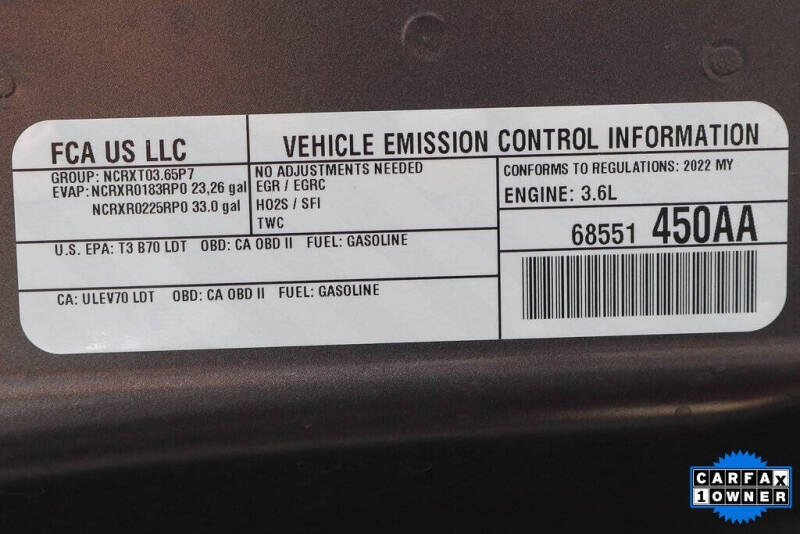 FCA US LLC
VEHICLE EMISSION CONTROL INFORMATION
GROUP: NCRXT03.65P7
EVAP: NCRXR0183RP0 23,26 gal
NCRXR0225RP0 33.0 gal
NO ADJUSTMENTS NEEDED
EGR / EGRC
HO2S / SFI
TWC
CONFORMS TO REGULATIONS: 2022 MY
ENGINE: 3.6L
U.S. EPA: T3 B70 LDT OBD: CA OBD II FUEL: GASOLINE
68551 450AA
CA: ULEV70 LDT OBD: CA OBD II FUEL: GASOLINE
CARFAX
1 OWNER